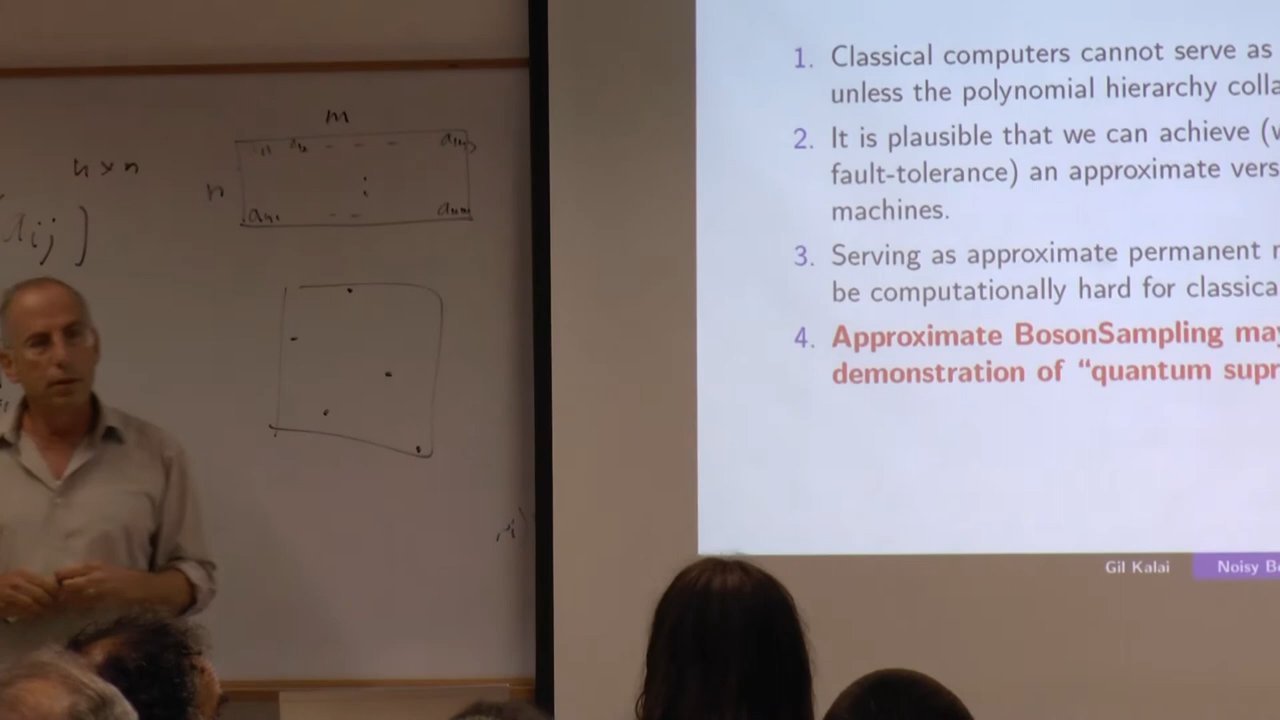 n × n
aij )
m
n
1. Classical computers cannot serve as
unless the polynomial hierarchy colla
2. It is plausible that we can achieve (w
fault-tolerance) an approximate vers
machines.
3. Serving as approximate permanent
be computationally hard for classica
4. Approximate BosonSampling may
demonstration of “quantum supr
Gil Kalai
Noisy Bo